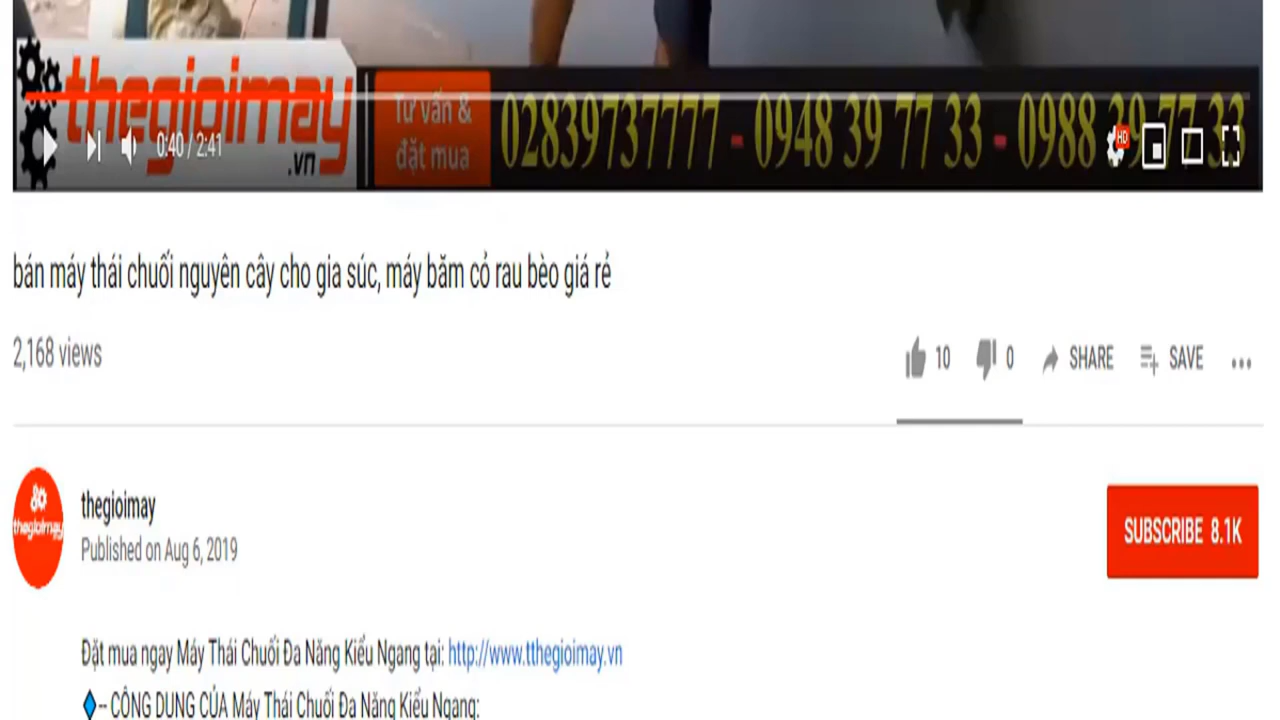 thegioimay
.vn
Tư vấn &
đặt mua
02839737777 - 0948 39 77 33 - 0988 39 77 33
0:40 / 2:41
HD
bán máy thái chuối nguyên cây cho gia súc, máy băm cỏ rau bèo giá rẻ
2,168 views
10 0 SHARE SAVE
thegioimay
thegioimay
Published on Aug 6, 2019
SUBSCRIBE 8.1K
Đặt mua ngay Máy Thái Chuối Đa Năng Kiểu Ngang tại: http://www.tthegioimay.vn
-- CÔNG DỤNG CỦA Máy Thái Chuối Đa Năng Kiểu Ngang: